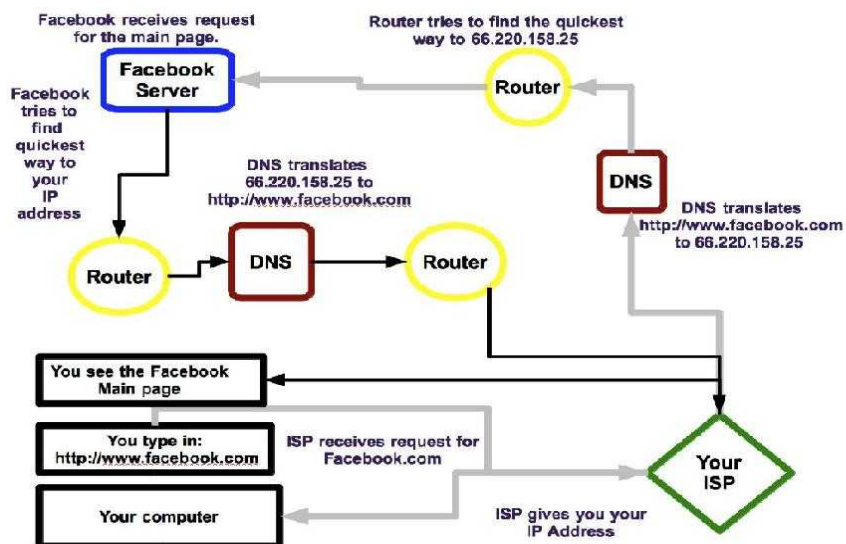 Facebook receives request
for the main page.
Router tries to find the quickest
way to 66.220.158.25
Facebook
Server
Router
Facebook
tries to
find
quickest
way to
your
IP
address
DNS translates
66.220.158.25 to
http://www.facebook.com
DNS
DNS translates
http://www.facebook.com
to 66.220.158.25
Router
DNS
Router
You see the Facebook
Main page
You type in:
http://www.facebook.com
ISP receives request for
Facebook.com
Your
ISP
Your computer
ISP gives you your
IP Address